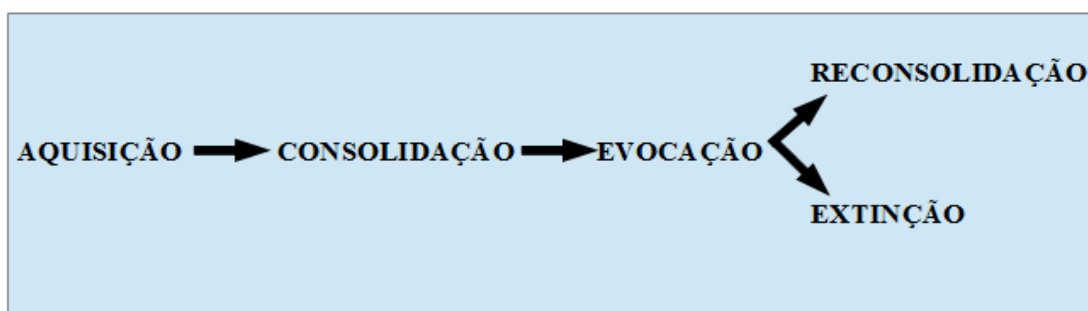 RECONSOLIDAÇÃO
AQUISIÇÃO CONSOLIDAÇÃO EVOCAÇÃO
EXTINÇÃO